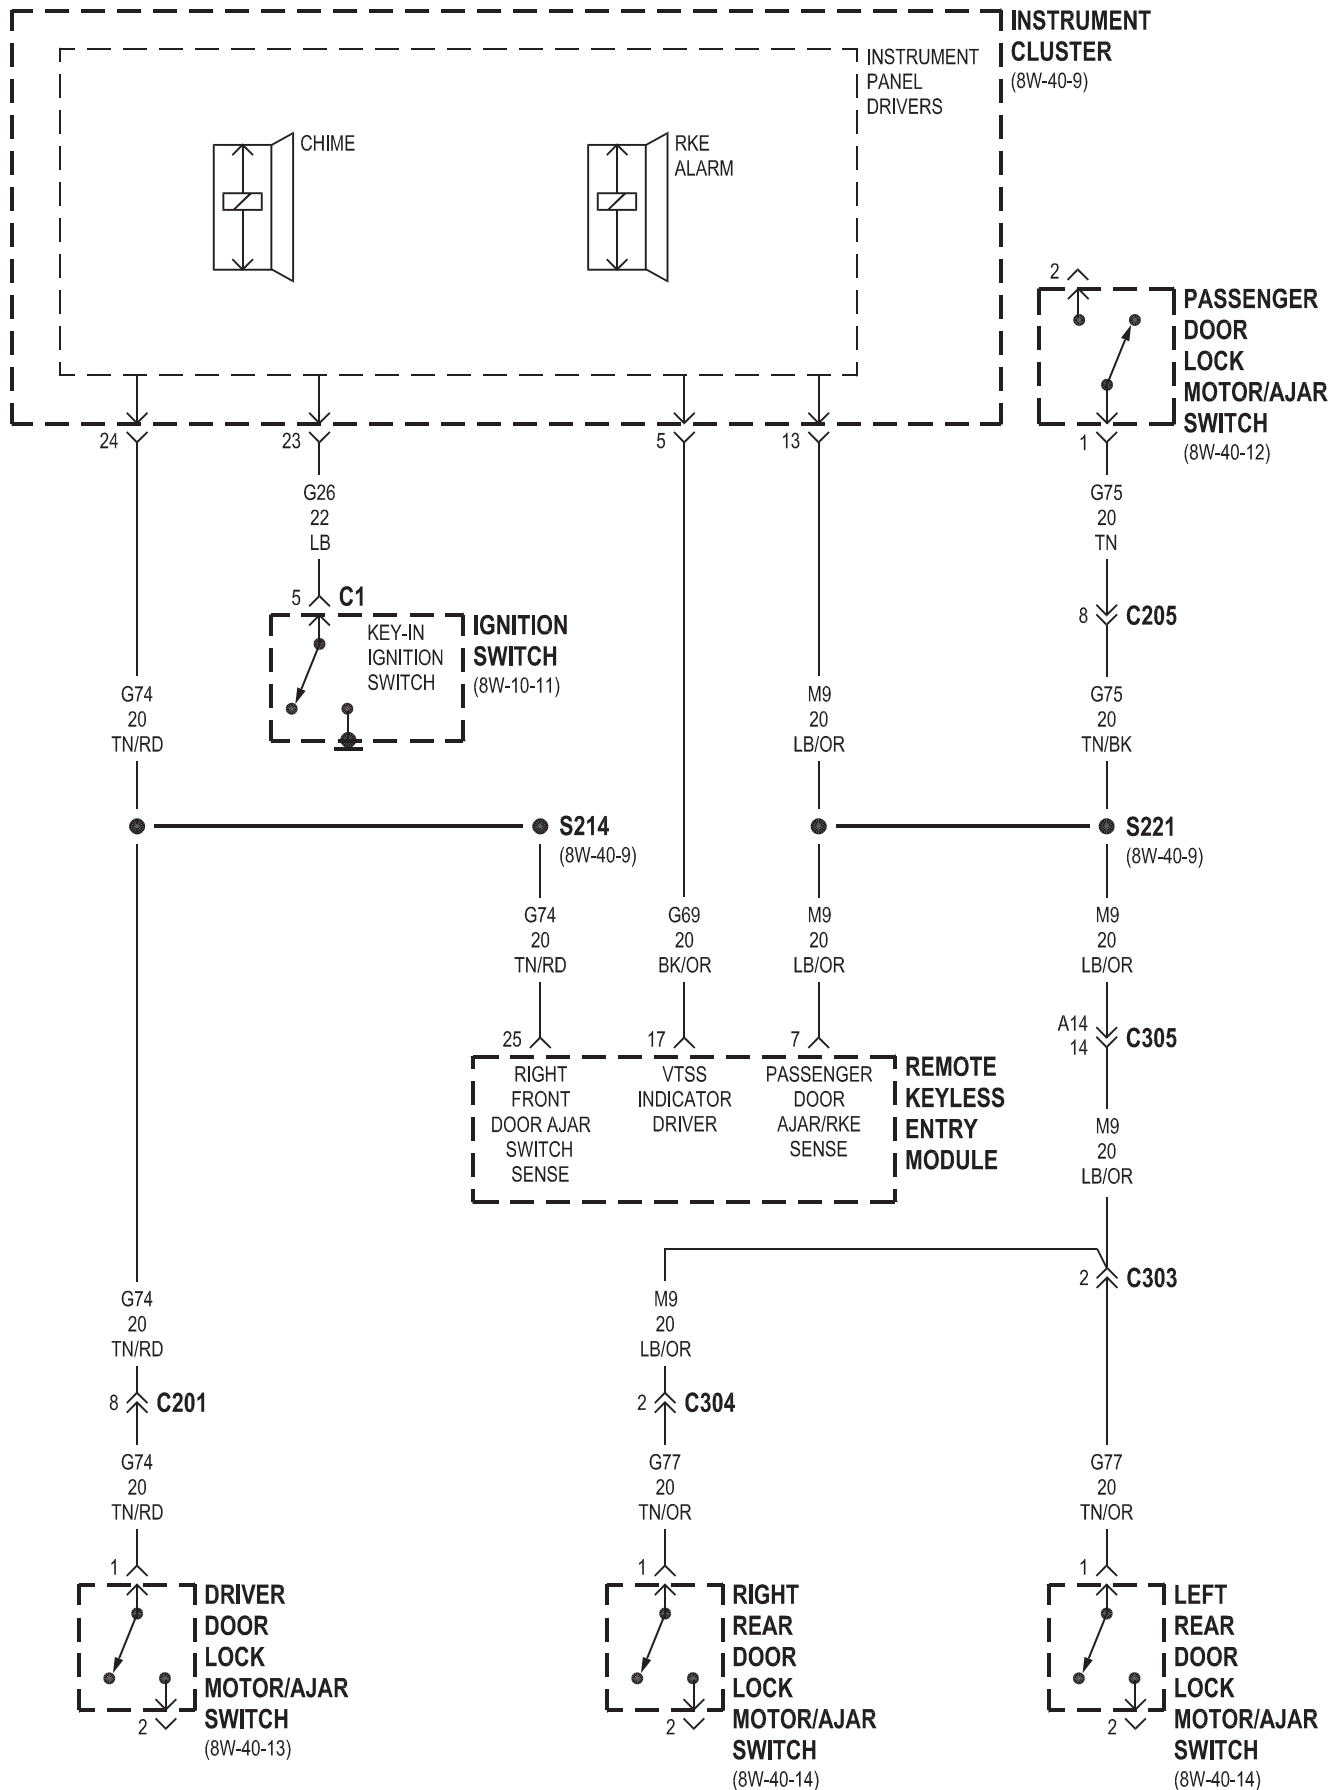 INSTRUMENT
CLUSTER
(8W-40-9)
INSTRUMENT
PANEL
DRIVERS
CHIME
RKE
ALARM
2
PASSENGER
DOOR
LOCK
MOTOR/AJAR
SWITCH
(8W-40-12)
24
23
5
13
1
G26
22
LB
G75
20
TN
5
C1
8
C205
KEY-IN
IGNITION
SWITCH
IGNITION
SWITCH
(8W-10-11)
G74
20
TN/RD
M9
20
LB/OR
G75
20
TN/BK
S214
(8W-40-9)
S221
(8W-40-9)
G74
20
TN/RD
G69
20
BK/OR
M9
20
LB/OR
M9
20
LB/OR
25
17
7
A14
14
C305
RIGHT
FRONT
DOOR AJAR
SWITCH
SENSE
VTSS
INDICATOR
DRIVER
PASSENGER
DOOR
AJAR/RKE
SENSE
REMOTE
KEYLESS
ENTRY
MODULE
M9
20
LB/OR
2
C303
G74
20
TN/RD
M9
20
LB/OR
8
C201
2
C304
G74
20
TN/RD
G77
20
TN/OR
G77
20
TN/OR
1
1
1
DRIVER
DOOR
LOCK
MOTOR/AJAR
SWITCH
(8W-40-13)
2
RIGHT
REAR
DOOR
LOCK
MOTOR/AJAR
SWITCH
(8W-40-14)
2
LEFT
REAR
DOOR
LOCK
MOTOR/AJAR
SWITCH
(8W-40-14)
2